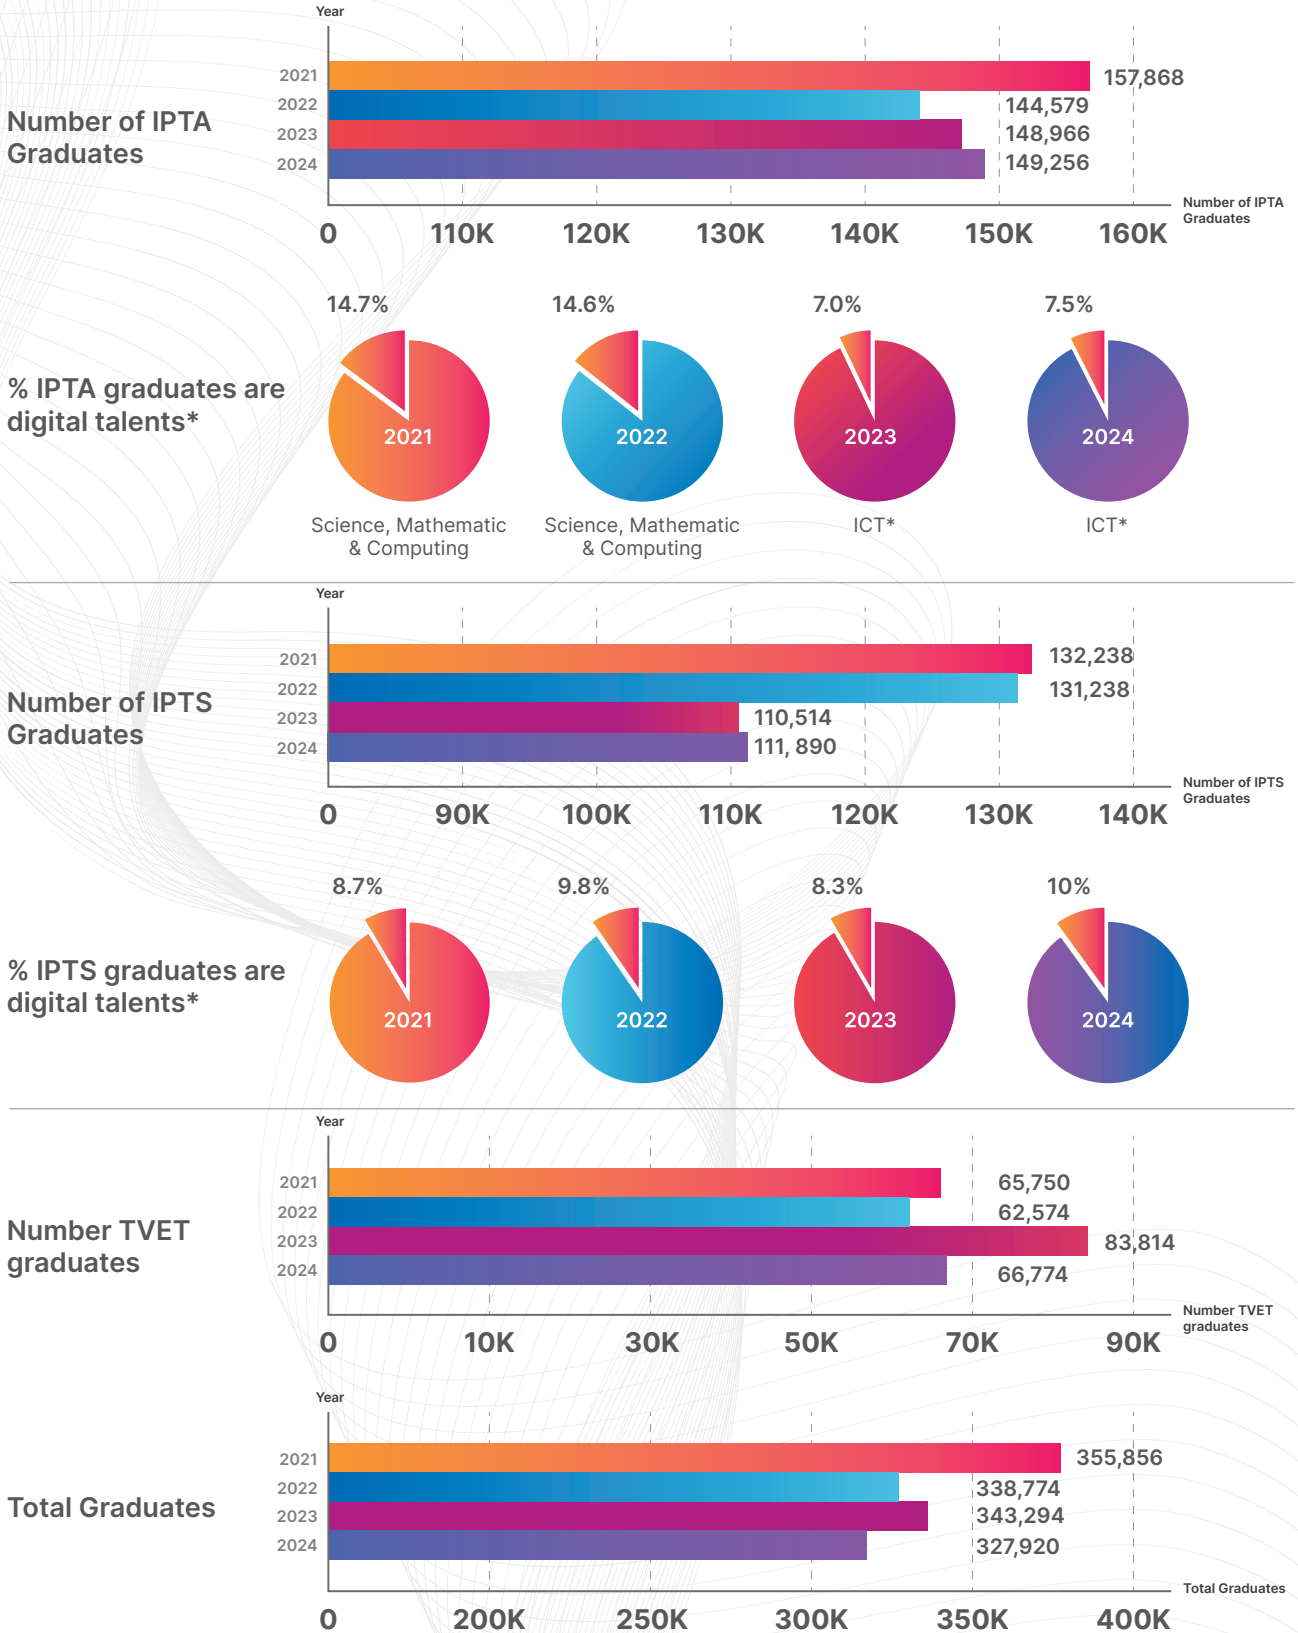 Year
2021
157,868
2022
144,579
2023
148,966
2024
149,256
Number of IPTA
Graduates
Number of IPTA
Graduates
0 110K 120K 130K 140K 150K 160K
14.7% 14.6% 7.0% 7.5%
% IPTA graduates are
digital talents*
2021 2022 2023 2024
Science, Mathematic
& Computing
Science, Mathematic
& Computing
ICT*
ICT*
Year
2021
132,238
2022
131,238
2023
110,514
2024
111, 890
Number of IPTS
Graduates
Number of IPTS
Graduates
0 90K 100K 110K 120K 130K 140K
8.7% 9.8% 8.3% 10%
% IPTS graduates are
digital talents*
2021 2022 2023 2024
Year
2021
65,750
2022
62,574
2023
83,814
2024
66,774
Number TVET
graduates
Number TVET
graduates
0 10K 30K 50K 70K 90K
Year
2021
355,856
2022
338,774
2023
343,294
2024
327,920
Total Graduates
Total Graduates
0 200K 250K 300K 350K 400K